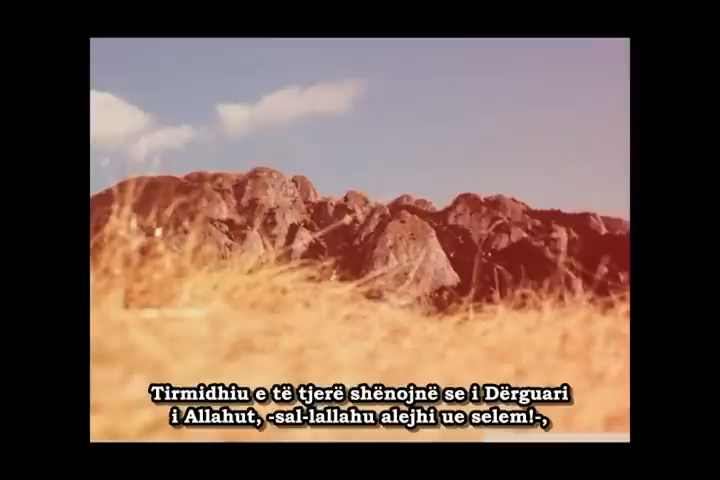 Tirmidhiu e të tjerë shënojnë se i Dërguari
i Allahut, -sal-lallahu alejhi ue selem!-,